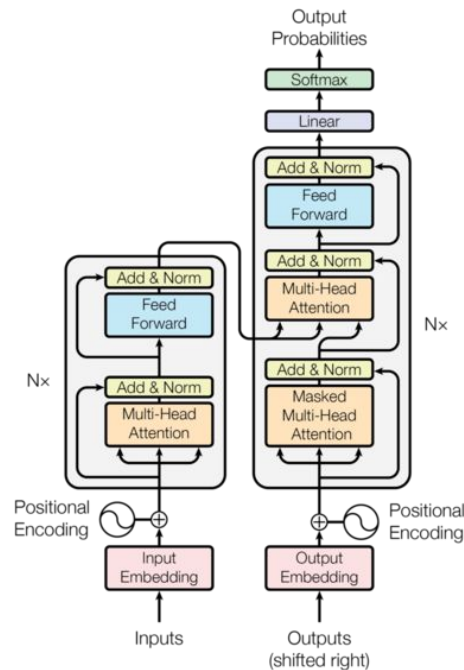 Output
Probabilities
Softmax
Linear
Add & Norm
Feed
Forward
Add & Norm
Multi-Head
Attention
Add & Norm
Masked
Multi-Head
Attention
Nx
Positional
Encoding
Output
Embedding
Outputs
(shifted right)
Add & Norm
Feed
Forward
Add & Norm
Multi-Head
Attention
Nx
Positional
Encoding
Input
Embedding
Inputs